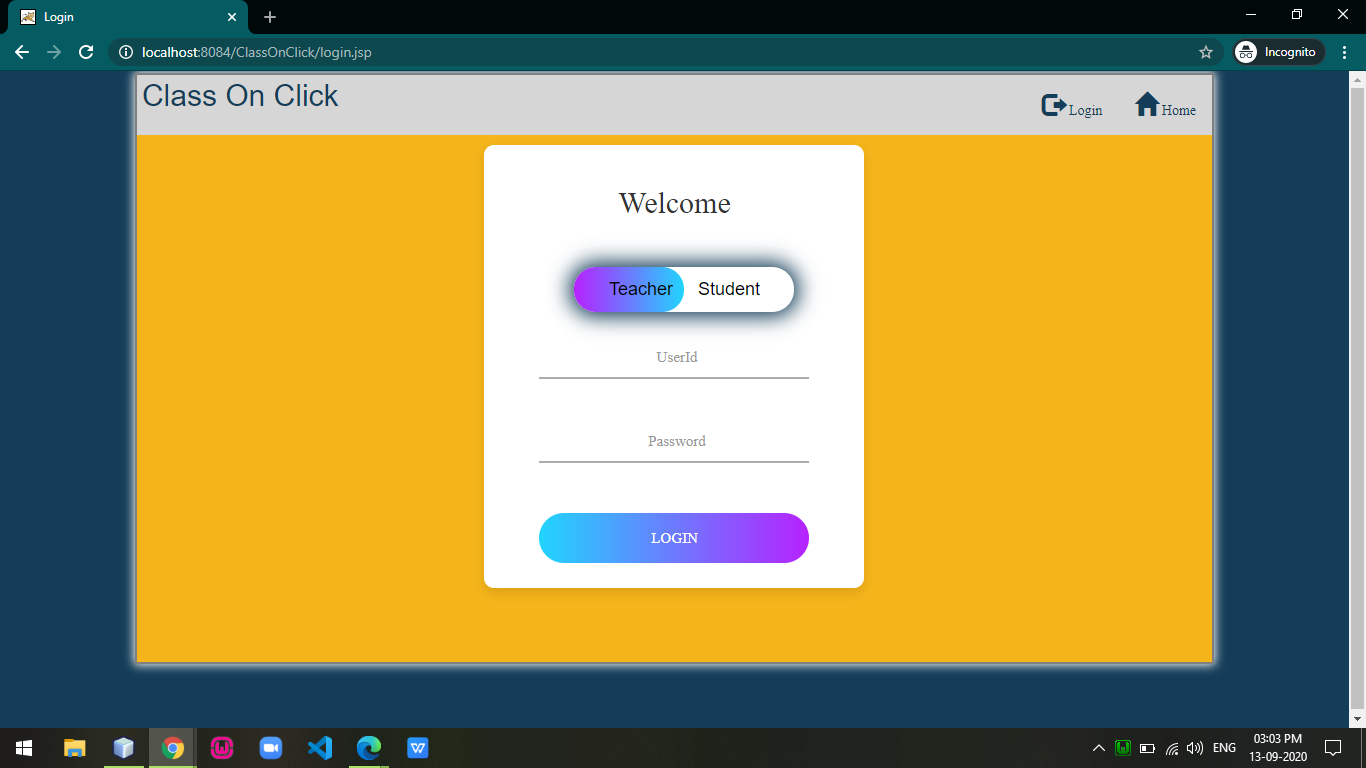 Login
localhost:8084/ClassOnClick/login.jsp
Incognito
Class On Click
Login
Home
Welcome
Teacher
Student
UserId
Password
LOGIN
ENG
03:03 PM
13-09-2020